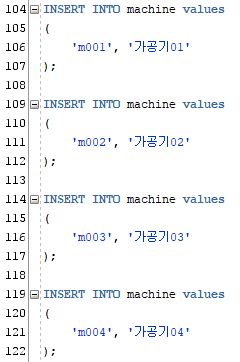 104 INSERT INTO machine values
105 (
106 'm001', '가공기01'
107 );
108
109 INSERT INTO machine values
110 (
111 'm002', '가공기02'
112 );
113
114 INSERT INTO machine values
115 (
116 'm003', '가공기03'
117 );
118
119 INSERT INTO machine values
120 (
121 'm004', '가공기04'
122 );